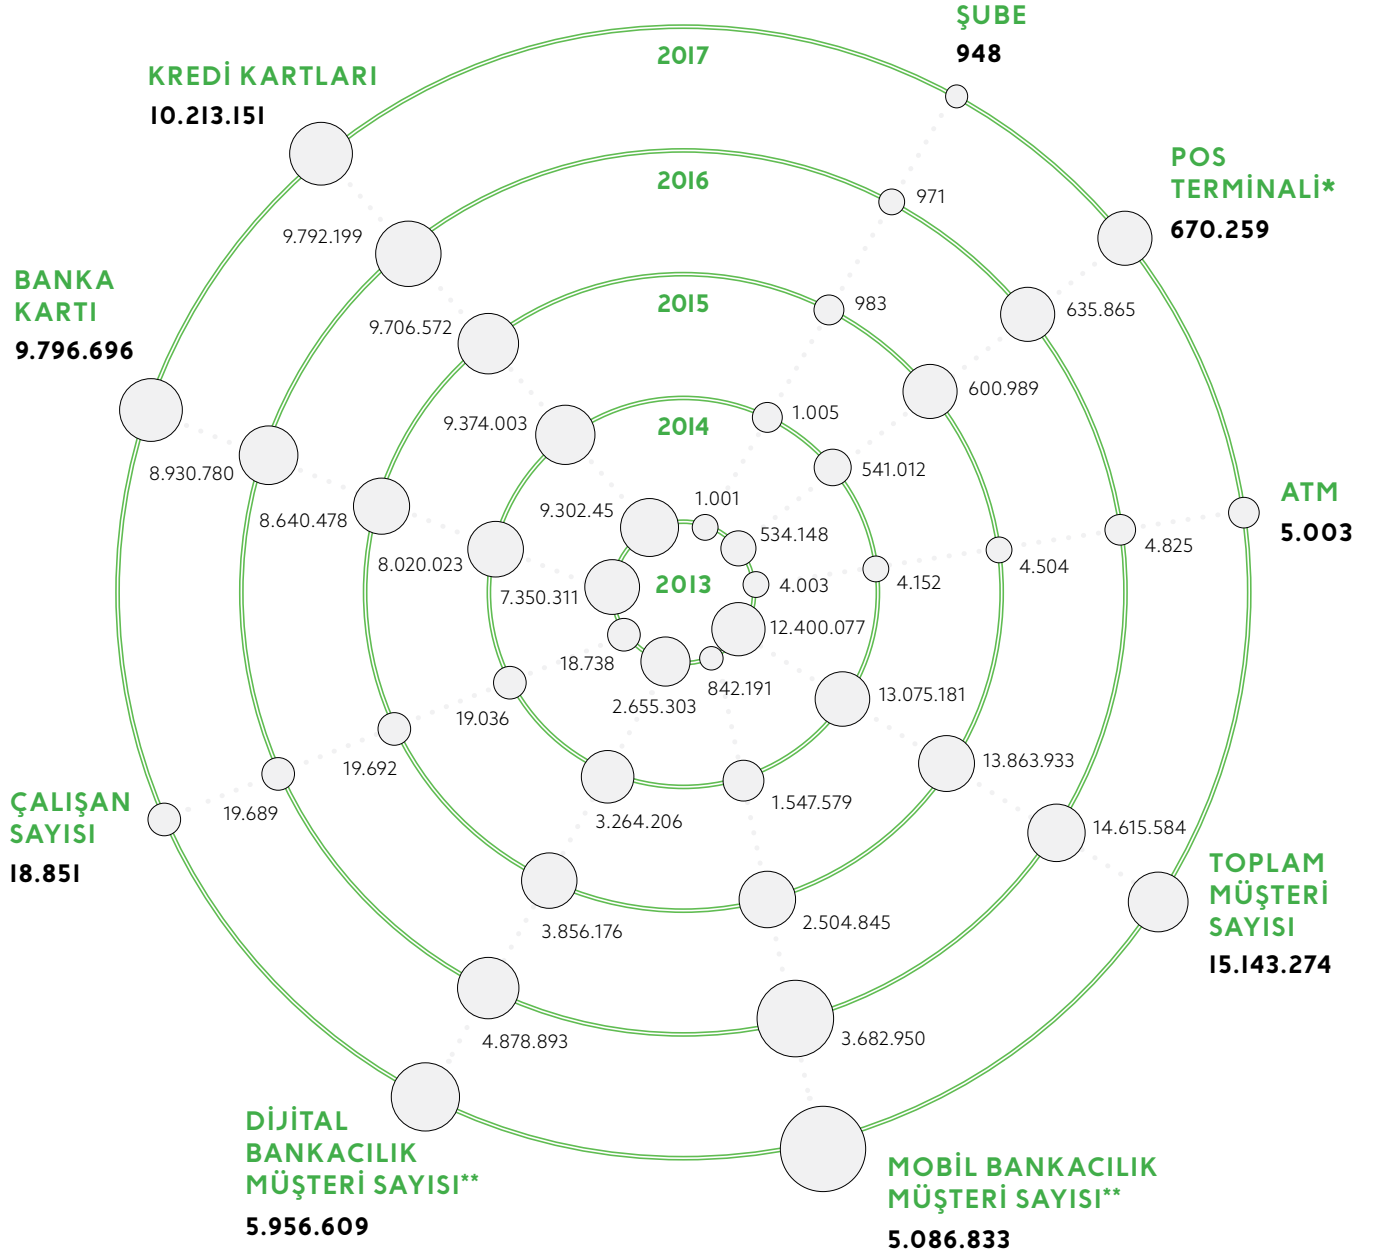 2017
ŞUBE
948
KREDİ KARTLARI
10.213.151
POS
TERMİNALİ*
670.259
2016
971
9.792.199
635.865
BANKA
KARTI
9.796.696
2015
983
9.706.572
600.989
8.930.780
2014
1.005
9.374.003
541.012
8.640.478
ATM
5.003
4.825
4.504
4.152
8.020.023
9.302.45
1.001
534.148
2013
4.003
7.350.311
12.400.077
18.738
842.191
2.655.303
19.036
13.075.181
19.692
13.863.933
3.264.206
1.547.579
19.689
14.615.584
ÇALIŞAN
SAYISI
18.851
TOPLAM
MÜŞTERİ
SAYISI
15.143.274
3.856.176
2.504.845
4.878.893
3.682.950
DİJİTAL
BANKACILIK
MÜŞTERİ SAYISI**
5.956.609
MOBİL BANKACILIK
MÜŞTERİ SAYISI**
5.086.833